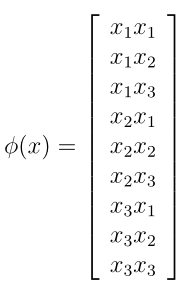 x₁x₁
x₁x₂
x₁x₃
x₂x₁
ϕ(x) = x₂x₂
x₂x₃
x₃x₁
x₃x₂
x₃x₃